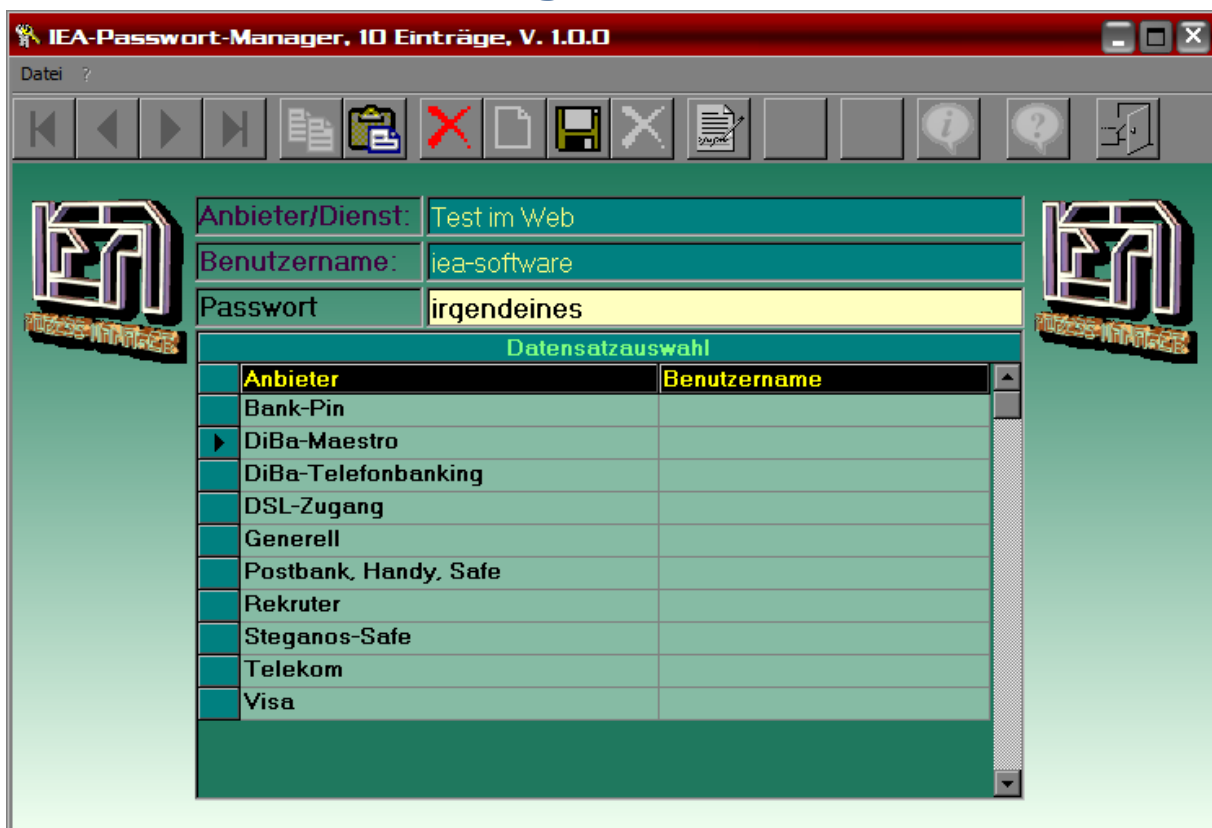 IEA-Passwort-Manager, 10 Einträge, V. 1.0.0
Datei ?
Anbieter/Dienst: Test im Web
Benutzername: iea-software
Passwort irgendeines
Datensatzauswahl
Anbieter Benutzername
Bank-Pin
DiBa-Maestro
DiBa-Telefonbanking
DSL-Zugang
Generell
Postbank, Handy, Safe
Rekruter
Steganos-Safe
Telekom
Visa